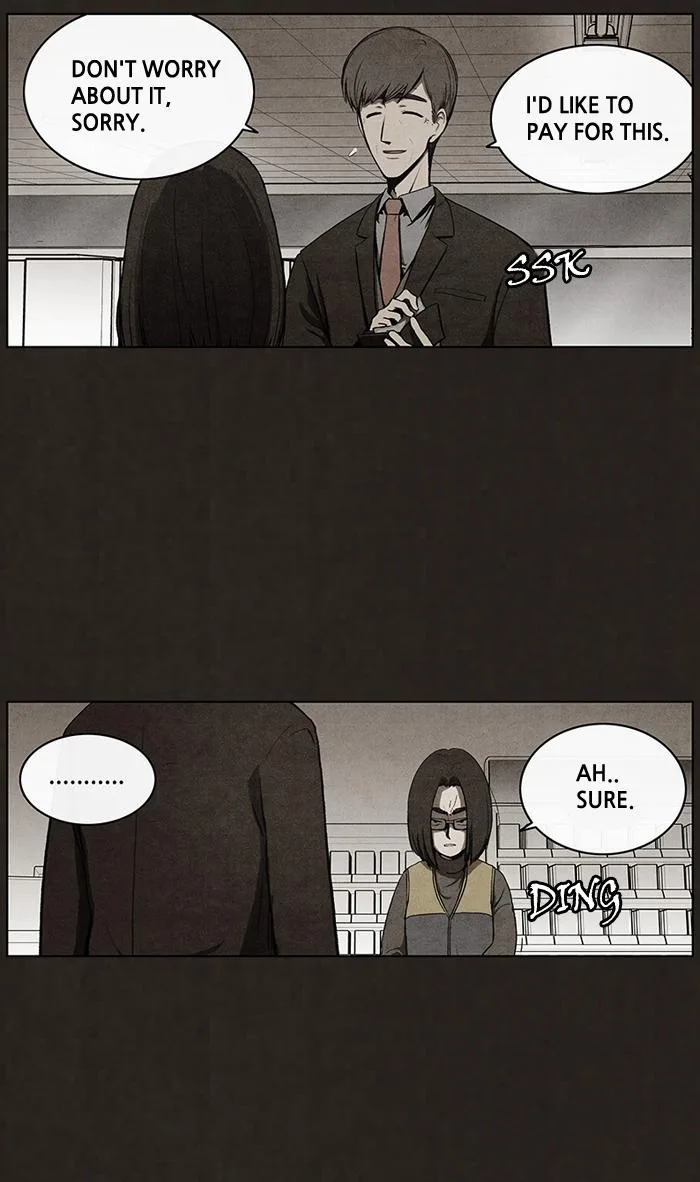 DON'T WORRY
ABOUT IT,
SORRY.
I'D LIKE TO
PAY FOR THIS.
SSK
...........
AH..
SURE.
DING